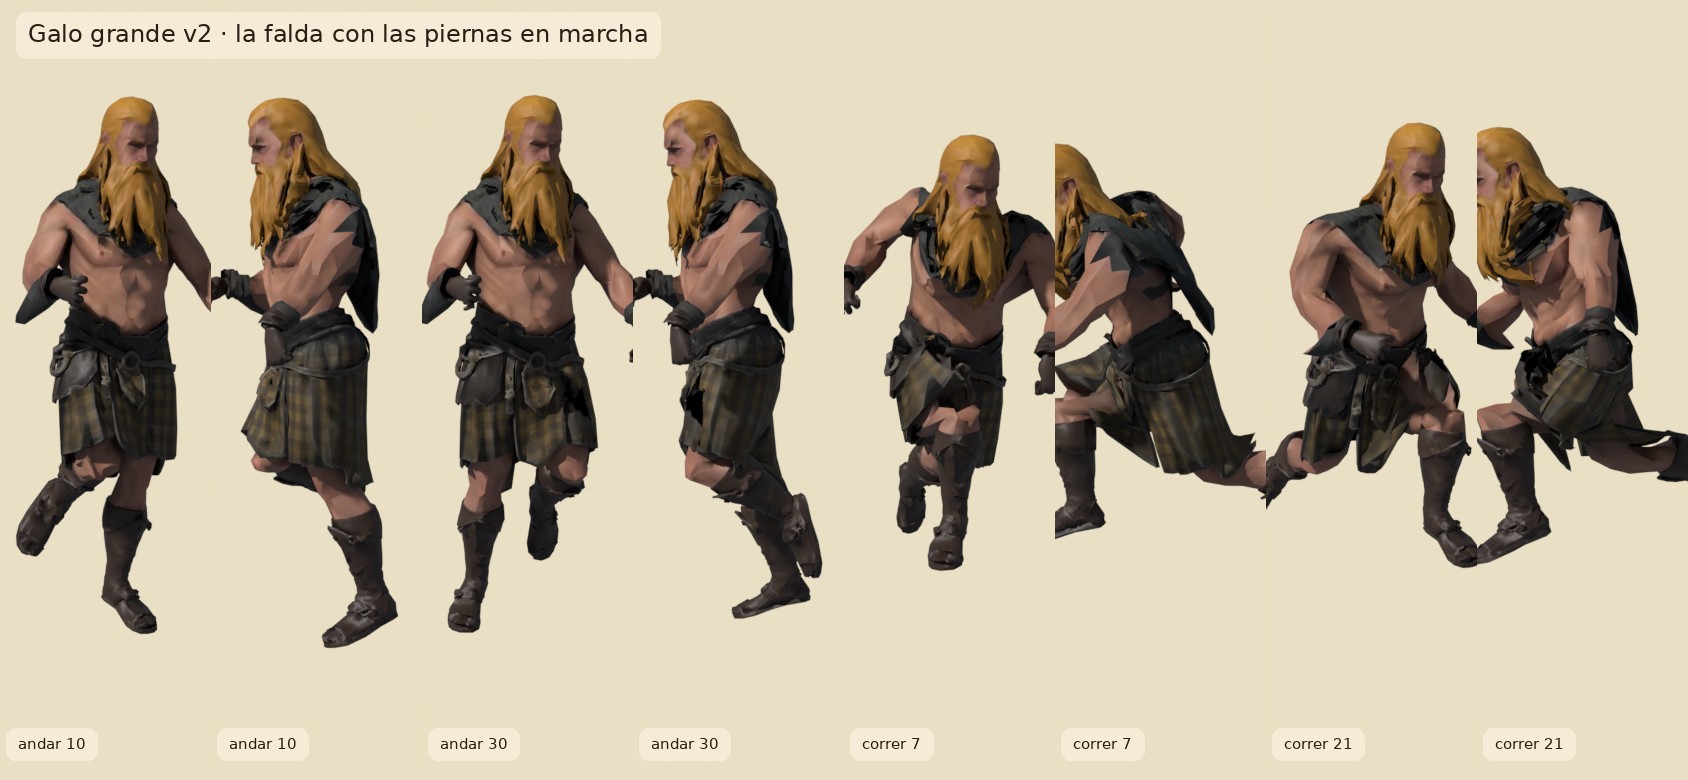 Galo grande v2 · la falda con las piernas en marcha
andar 10
andar 10
andar 30
andar 30
correr 7
correr 7
correr 21
correr 21